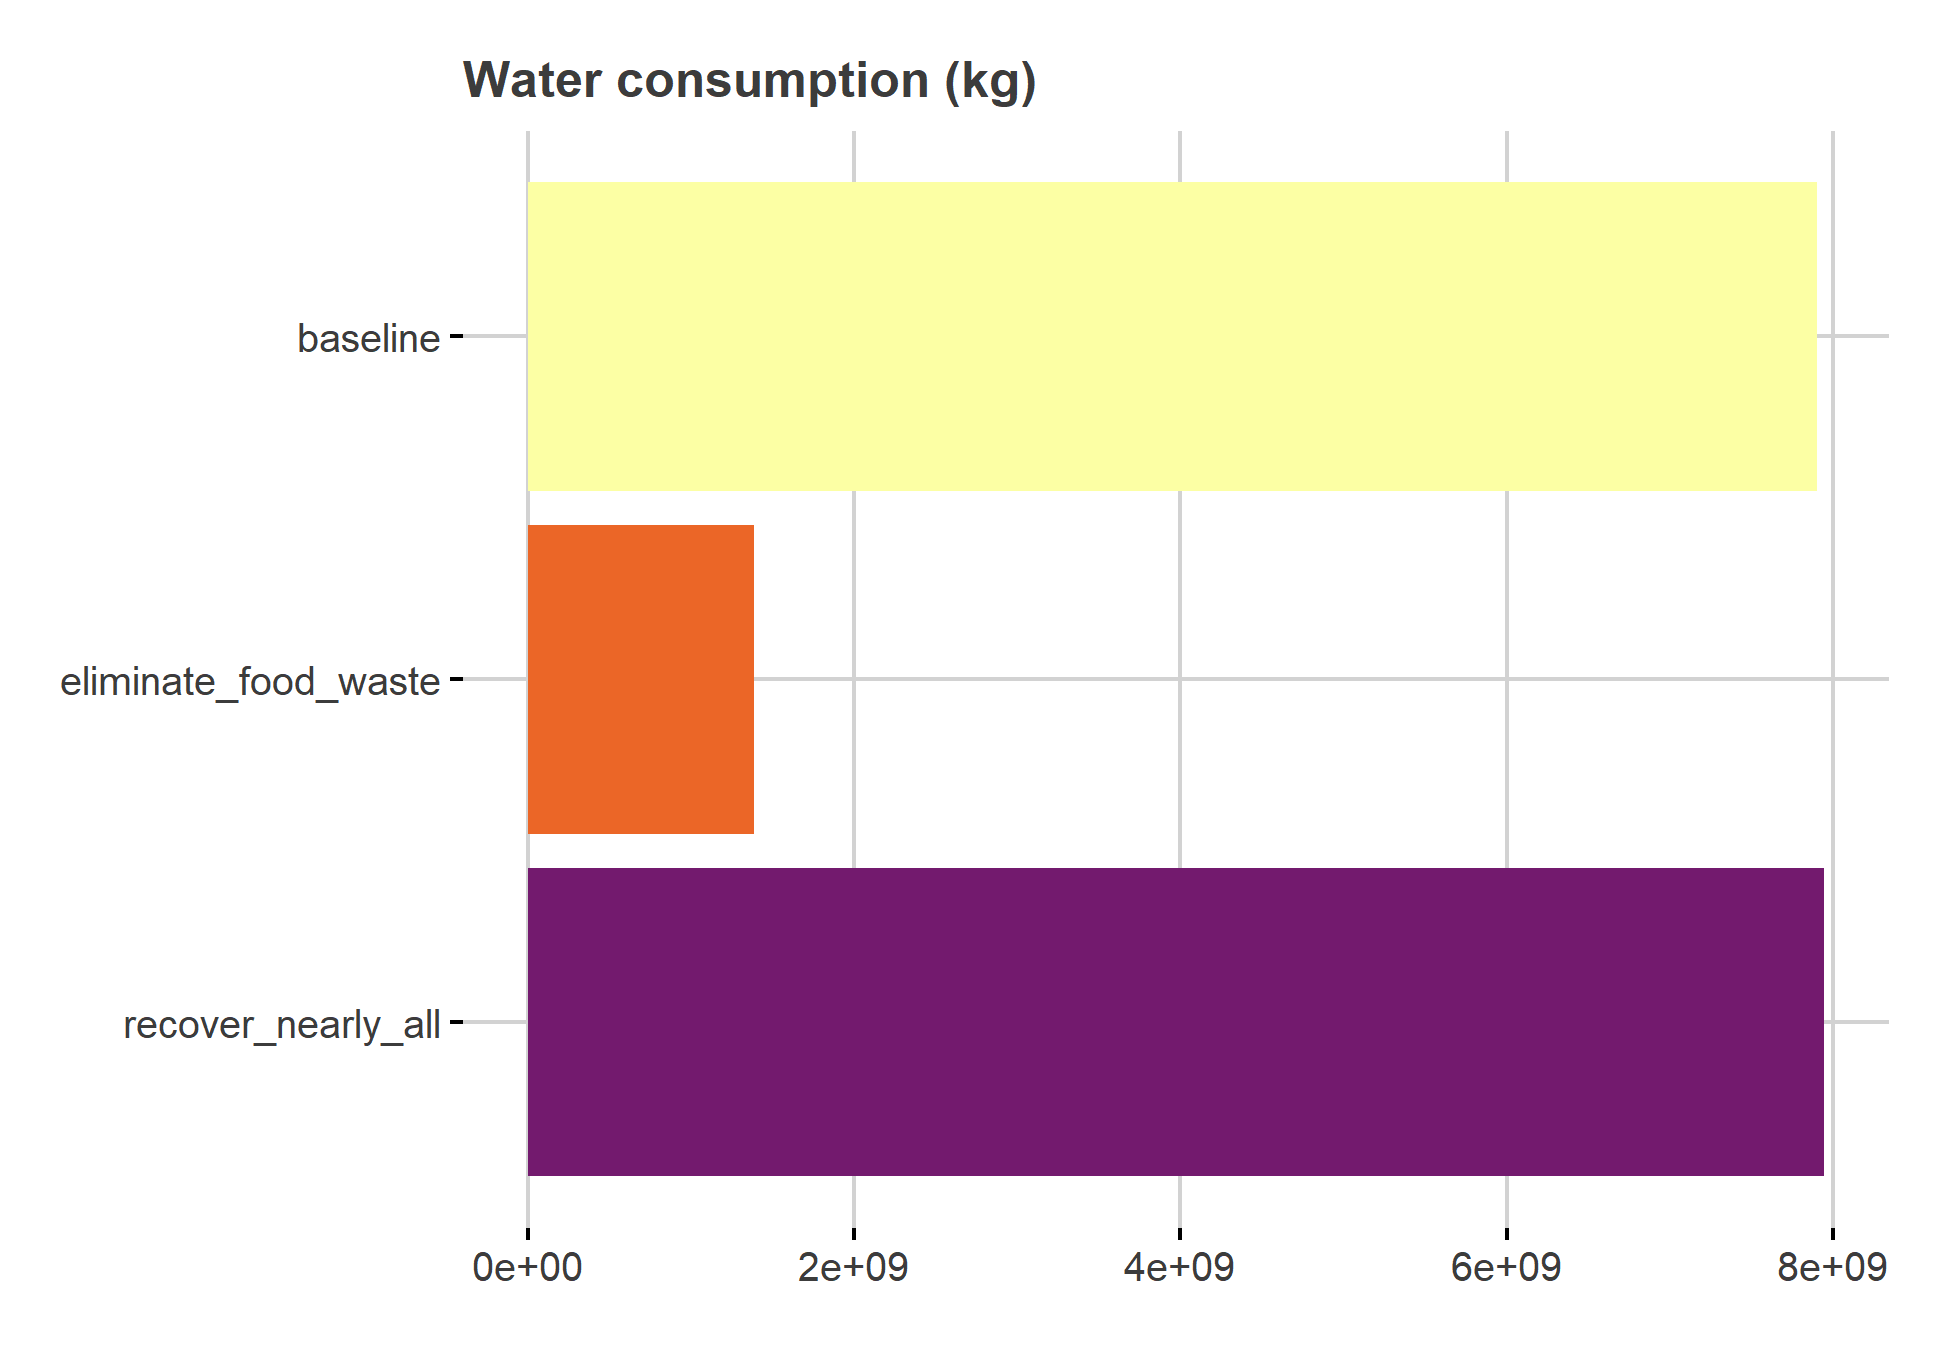 Water consumption (kg)
baseline
eliminate_food_waste
recover_nearly_all
0e+00 2e+09 4e+09 6e+09 8e+09